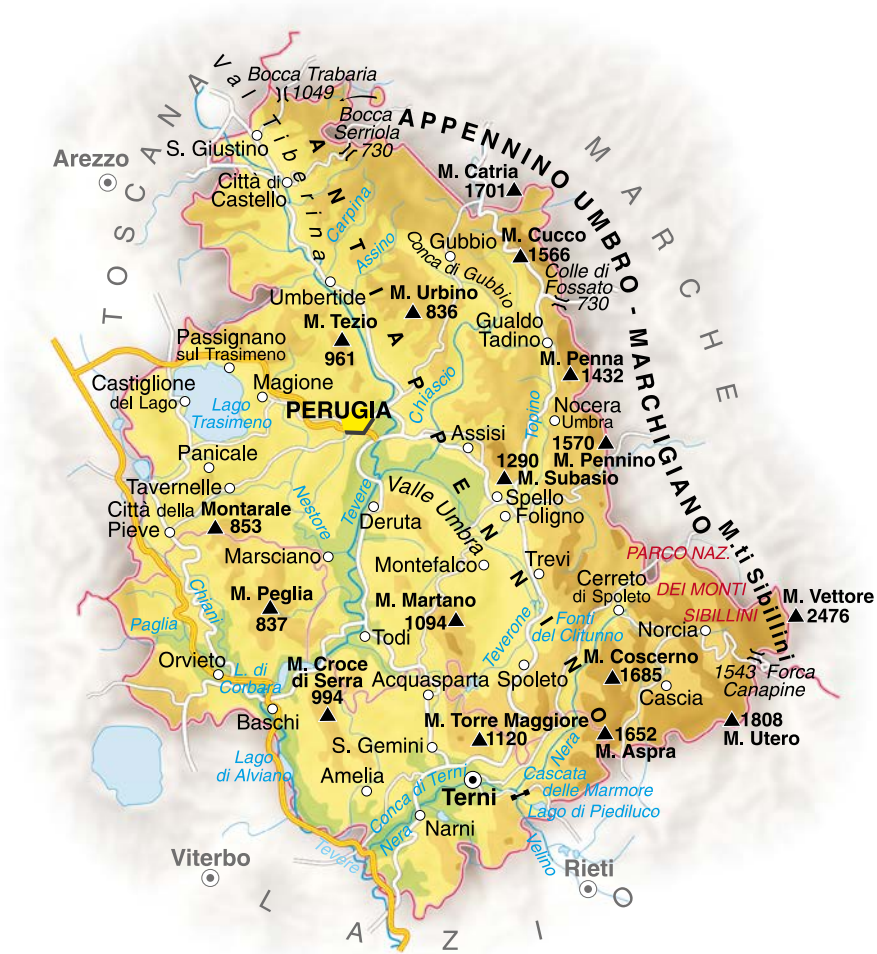 Bocca Trabaria
1049
Val Tiberina
Bocca
Serriola
730
APPENNINO UMBRO - MARCHIGIANO
MARCHE
TOSCANA
Arezzo
S. Giustino
M. Catria
1701
Città di
Castello
Carpina
Assino
ANTIAPPENNINO
Gubbio
Conca di Gubbio
M. Cucco
1566
Colle di
Fossato
730
Umbertide
M. Urbino
836
M. Tezio
961
Gualdo
Tadino
Passignano
sul Trasimeno
M. Penna
1432
Castiglione
del Lago
Magione
Lago
Trasimeno
PERUGIA
Chiascio
Topino
Nocera
Umbra
Assisi
1570
M. Pennino
Panicale
1290
M. Subasio
Tavernelle
Valle Umbra
Spello
Città della
Pieve
Montarale
853
Nestore
Tevere
Deruta
Foligno
M.ti Sibillini
Marsciano
Montefalco
Trevi
PARCO NAZ.
DEI MONTI
SIBILLINI
Cerreto
di Spoleto
Chiani
M. Peglia
837
M. Martano
1094
M. Vettore
2476
Paglia
Teverone
Fonti
del Clitunno
Norcia
Todi
Orvieto
L. di
Corbara
M. Croce
di Serra
994
Acquasparta
Spoleto
M. Coscerno
1685
1543 Forca
Canapine
Cascia
Baschi
M. Torre Maggiore
1120
1652
M. Aspra
1808
M. Utero
Lago
di Alviano
S. Gemini
Nera
Amelia
Conca di Terni
Terni
Cascata
delle Marmore
Lago di Piediluco
Nera
Narni
Velino
Tevere
Viterbo
Rieti
LAZIO